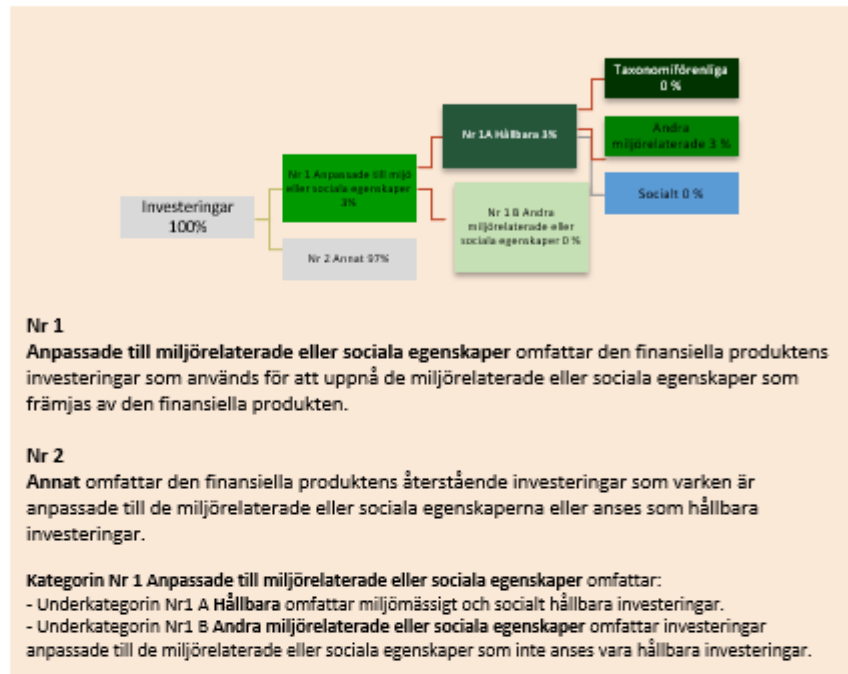 Taxonomiförenliga
0 %
Nr 1A Hållbara 3%
Andra
miljörelaterade 3 %
Nr 1 Anpassade till miljö
eller sociala egenskaper
3%
Socialt 0 %
Investeringar
100%
Nr 1 B Andra
miljörelaterade eller
sociala egenskaper 0 %
Nr 2 Annat 97%
Nr 1
Anpassade till miljörelaterade eller sociala egenskaper omfattar den finansiella produktens
investeringar som används för att uppnå de miljörelaterade eller sociala egenskaper som
främjas av den finansiella produkten.
Nr 2
Annat omfattar den finansiella produktens återstående investeringar som varken är
anpassade till de miljörelaterade eller sociala egenskaperna eller anses som hållbara
investeringar.
Kategorin Nr 1 Anpassade till miljörelaterade eller sociala egenskaper omfattar:
- Underkategorin Nr1 A Hållbara omfattar miljömässigt och socialt hållbara investeringar.
- Underkategorin Nr1 B Andra miljörelaterade eller sociala egenskaper omfattar investeringar
anpassade till de miljörelaterade eller sociala egenskaper som inte anses vara hållbara investeringar.